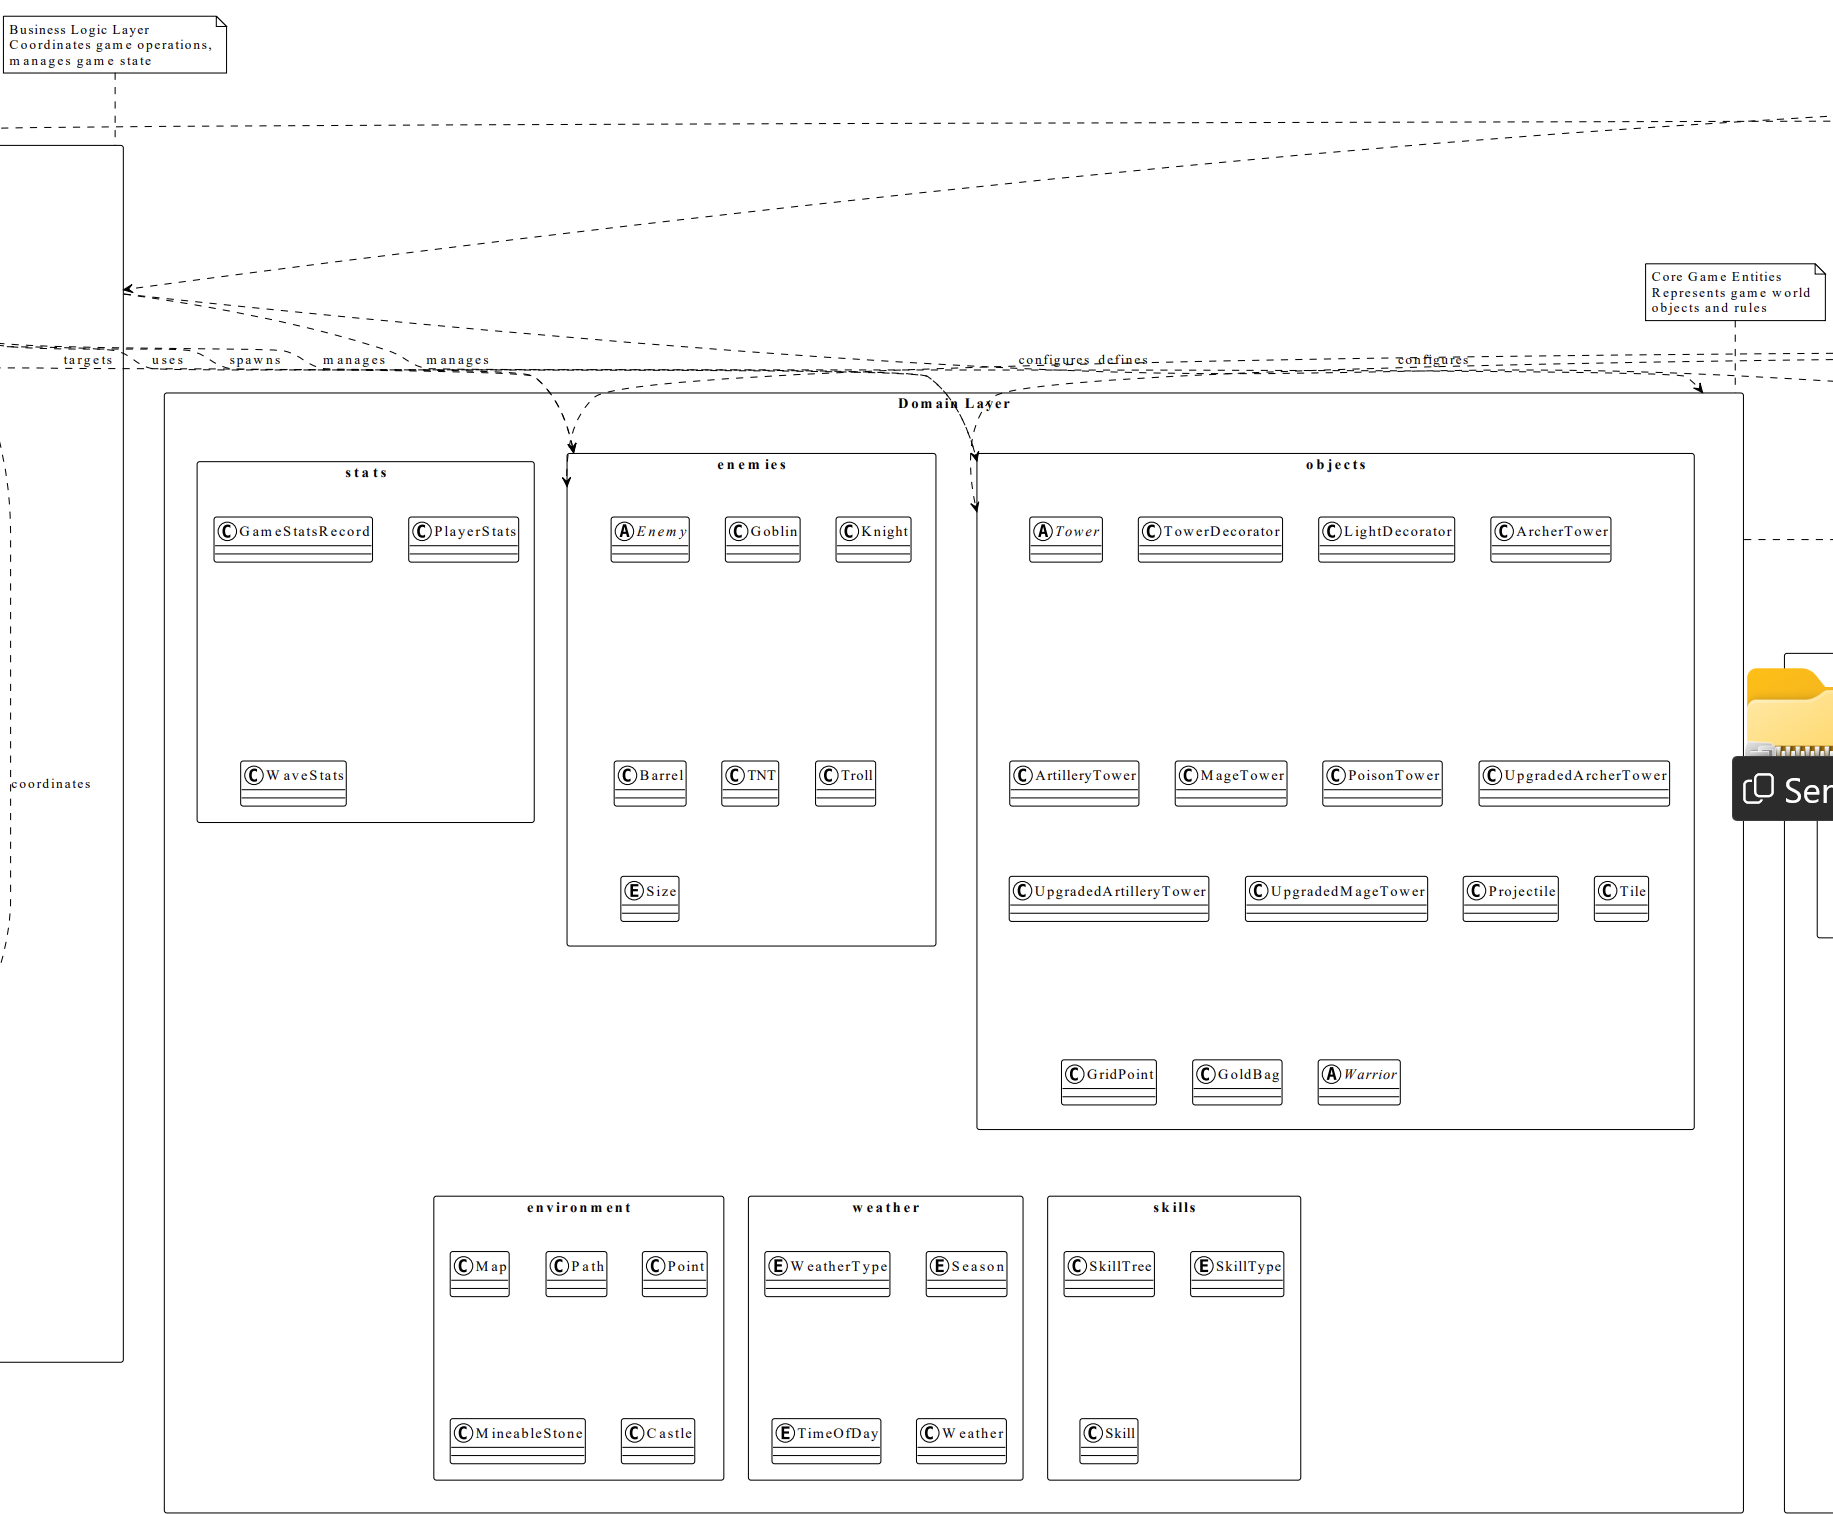 Business Logic Layer
Coordinates game operations,
manages game state
Core Game Entities
Represents game world
objects and rules
targets uses spawns manages manages configures defines configures
Domain Layer
stats
C GameStatsRecord C PlayerStats
C WaveStats
enemies
A Enemy C Goblin C Knight
C Barrel C TNT C Troll
E Size
objects
A Tower C TowerDecorator C LightDecorator C ArcherTower
C ArtilleryTower C MageTower C PoisonTower C UpgradedArcherTower
C UpgradedArtilleryTower C UpgradedMageTower C Projectile C Tile
C GridPoint C GoldBag A Warrior
coordinates
Ser
environment
C Map C Path C Point
C MineableStone C Castle
weather
E WeatherType E Season
E TimeOfDay C Weather
skills
C SkillTree E SkillType
C Skill